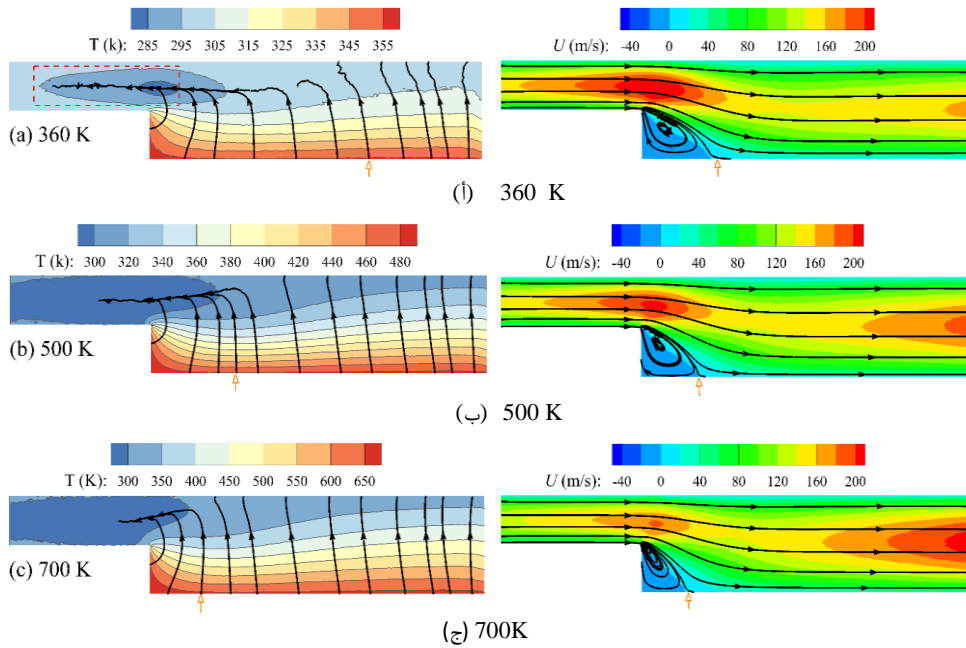 T (k): 285 295 305 315 325 335 345 355
U (m/s): -40 0 40 80 120 160 200
(a) 360 K
(أ) 360 K
T (k): 300 320 340 360 380 400 420 440 460 480
U (m/s): -40 0 40 80 120 160 200
(b) 500 K
(ب) 500 K
T (K): 300 350 400 450 500 550 600 650
U (m/s): -40 0 40 80 120 160 200
(c) 700 K
(ج) 700K